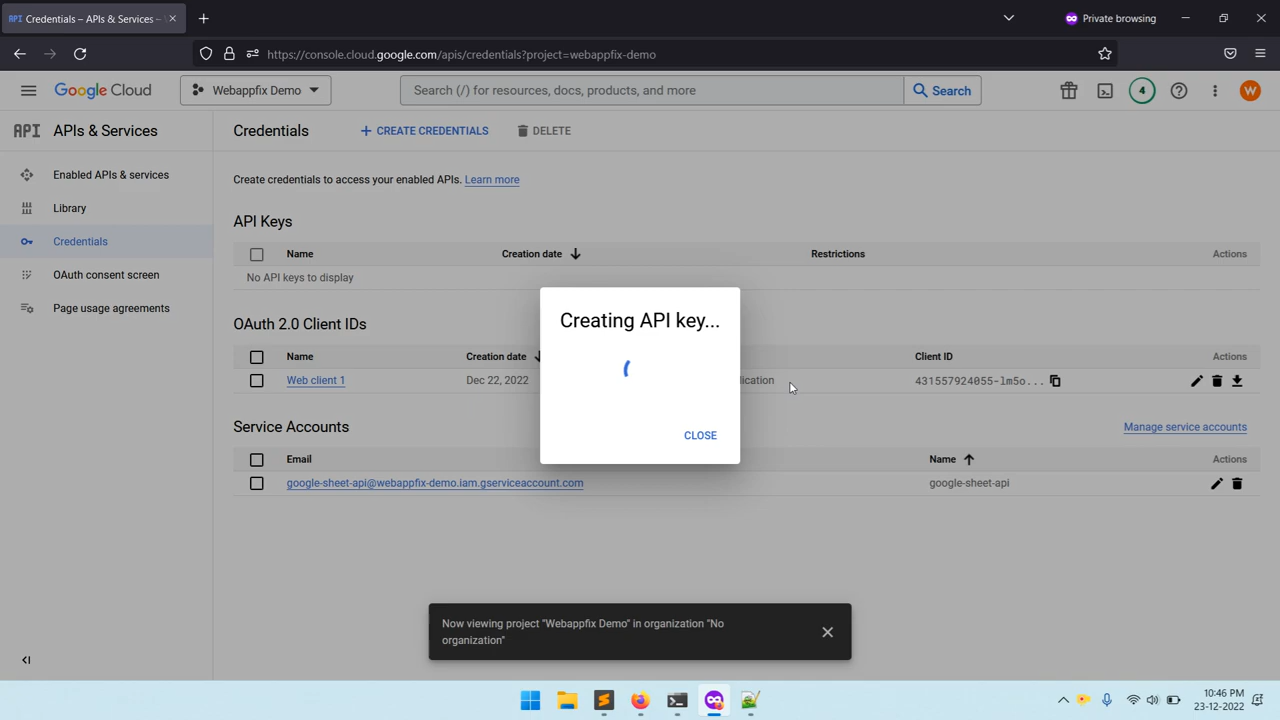 API Credentials – APIs & Services –
Private browsing
https://console.cloud.google.com/apis/credentials?project=webappfix-demo
Google Cloud
Webappfix Demo
Search (/) for resources, docs, products, and more
Search
4
W
API APIs & Services
Credentials
CREATE CREDENTIALS
DELETE
Enabled APIs & services
Library
Credentials
OAuth consent screen
Page usage agreements
Create credentials to access your enabled APIs. Learn more
API Keys
Name Creation date Restrictions Actions
No API keys to display
OAuth 2.0 Client IDs
Name Creation date Client ID Actions
Web client 1 Dec 22, 2022 lication 431557924055-lm5o... 
Service Accounts
Manage service accounts
Email Name Actions
google-sheet-api@webappfix-demo.iam.gserviceaccount.com google-sheet-api
Creating API key...
CLOSE
Now viewing project "Webappfix Demo" in organization "No
organization"
10:46 PM
23-12-2022